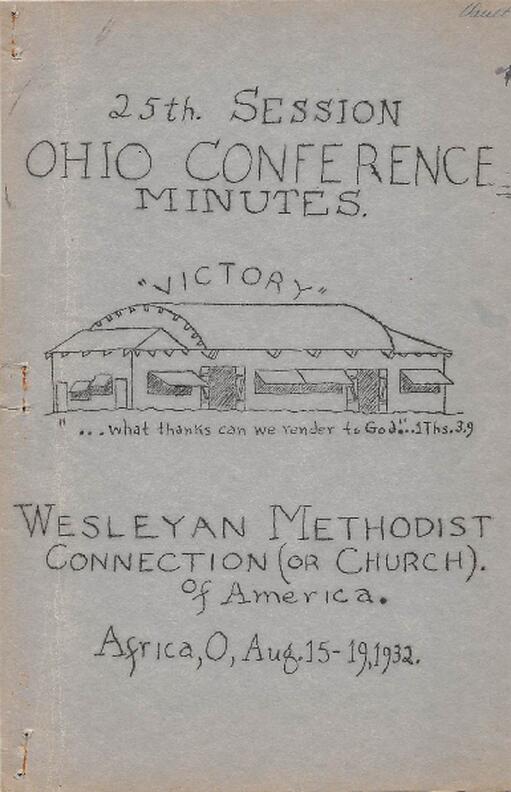 25th. SESSION
OHIO CONFERENCE
MINUTES.
"VICTORY"
"...what thanks can we render to God."..1Ths.3,9
WESLEYAN METHODIST
CONNECTION (OR CHURCH).
of America.
Africa, O, Aug. 15-19, 1932.